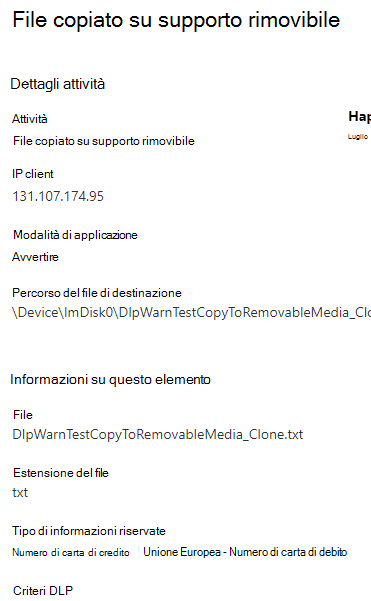 File copiato su supporto rimovibile
Dettagli attività
Attività
File copiato su supporto rimovibile
Luglio
IP client
131.107.174.95
Modalità di applicazione
Avvertire
Percorso del file di destinazione
\Device\ImDisk0\DlpWarnTestCopyToRemovableMedia_Clo
Informazioni su questo elemento
File
DlpWarnTestCopyToRemovableMedia_Clone.txt
Estensione del file
txt
Tipo di informazioni riservate
Numero di carta di credito Unione Europea - Numero di carta di debito
Criteri DLP